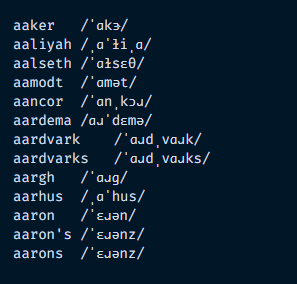 aaker	/ˈɑkɝ/
aaliyah	/ˌɑˈɫiˌɑ/
aalseth	/ˈɑɫsɛθ/
aamodt	/ˈɑmət/
aancor	/ˈɑnˌkɔɹ/
aardema	/ɑɹˈdɛmə/
aardvark	/ˈɑɹdˌvɑɹk/
aardvarks	/ˈɑɹdˌvɑɹks/
aargh	/ˈɑɹɡ/
aarhus	/ˌɑˈhus/
aaron	/ˈɛɹən/
aaron's	/ˈɛɹənz/
aarons	/ˈɛɹənz/